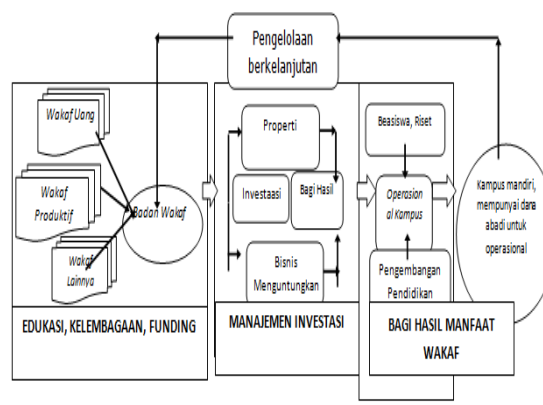 Pengelolaan
berkelanjutan
Wakaf Uang
Wakaf
Produktif
Wakaf
Lainnya
Badan Wakaf
EDUKASI, KELEMBAGAAN, FUNDING
Properti
Investaasi
Bagi Hasil
Bisnis
Menguntungkan
MANAJEMEN INVESTASI
Beasiswa, Riset
Operasion
al Kampus
Pengembangan
Pendidikan
BAGI HASIL MANFAAT
WAKAF
Kampus mandiri,
mempunyai dana
abadi untuk
operasional